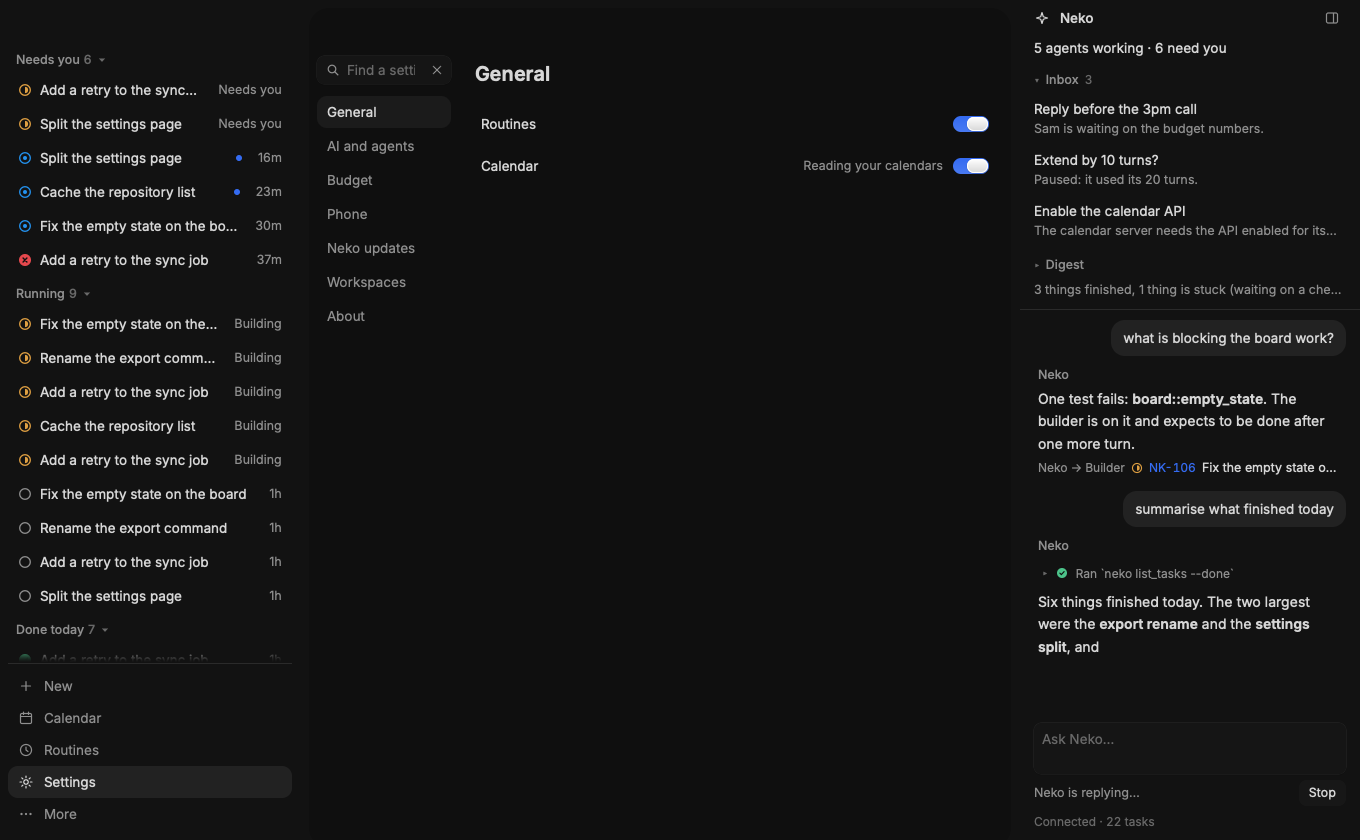 Needs you 6
Add a retry to the sync... Needs you
Split the settings page Needs you
Split the settings page 16m
Cache the repository list 23m
Fix the empty state on the bo... 30m
Add a retry to the sync job 37m
Running 9
Fix the empty state on the... Building
Rename the export comm... Building
Add a retry to the sync job Building
Cache the repository list Building
Add a retry to the sync job Building
Fix the empty state on the board 1h
Rename the export command 1h
Add a retry to the sync job 1h
Split the settings page 1h
Done today 7
Add a retry to the sync job 1h
New
Calendar
Routines
Settings
More
Find a setti
General
AI and agents
Budget
Phone
Neko updates
Workspaces
About
General
Routines
Calendar Reading your calendars
Neko
5 agents working · 6 need you
Inbox 3
Reply before the 3pm call
Sam is waiting on the budget numbers.
Extend by 10 turns?
Paused: it used its 20 turns.
Enable the calendar API
The calendar server needs the API enabled for its...
Digest
3 things finished, 1 thing is stuck (waiting on a che...
what is blocking the board work?
Neko
One test fails: board::empty_state. The
builder is on it and expects to be done after
one more turn.
Neko → Builder NK-106 Fix the empty state o...
summarise what finished today
Neko
Ran `neko list_tasks --done`
Six things finished today. The two largest
were the export rename and the settings
split, and
Ask Neko...
Neko is replying... Stop
Connected · 22 tasks